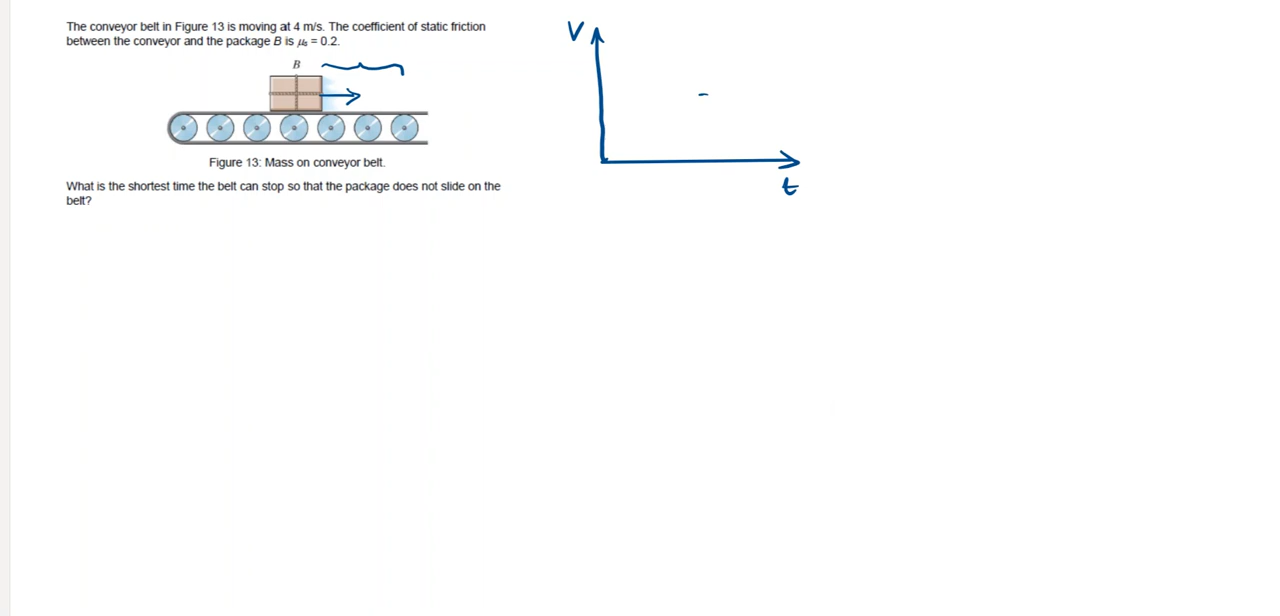 The conveyor belt in Figure 13 is moving at 4 m/s. The coefficient of static friction
between the conveyor and the package B is μs = 0.2.
B
Figure 13: Mass on conveyor belt.
What is the shortest time the belt can stop so that the package does not slide on the
belt?
V
t